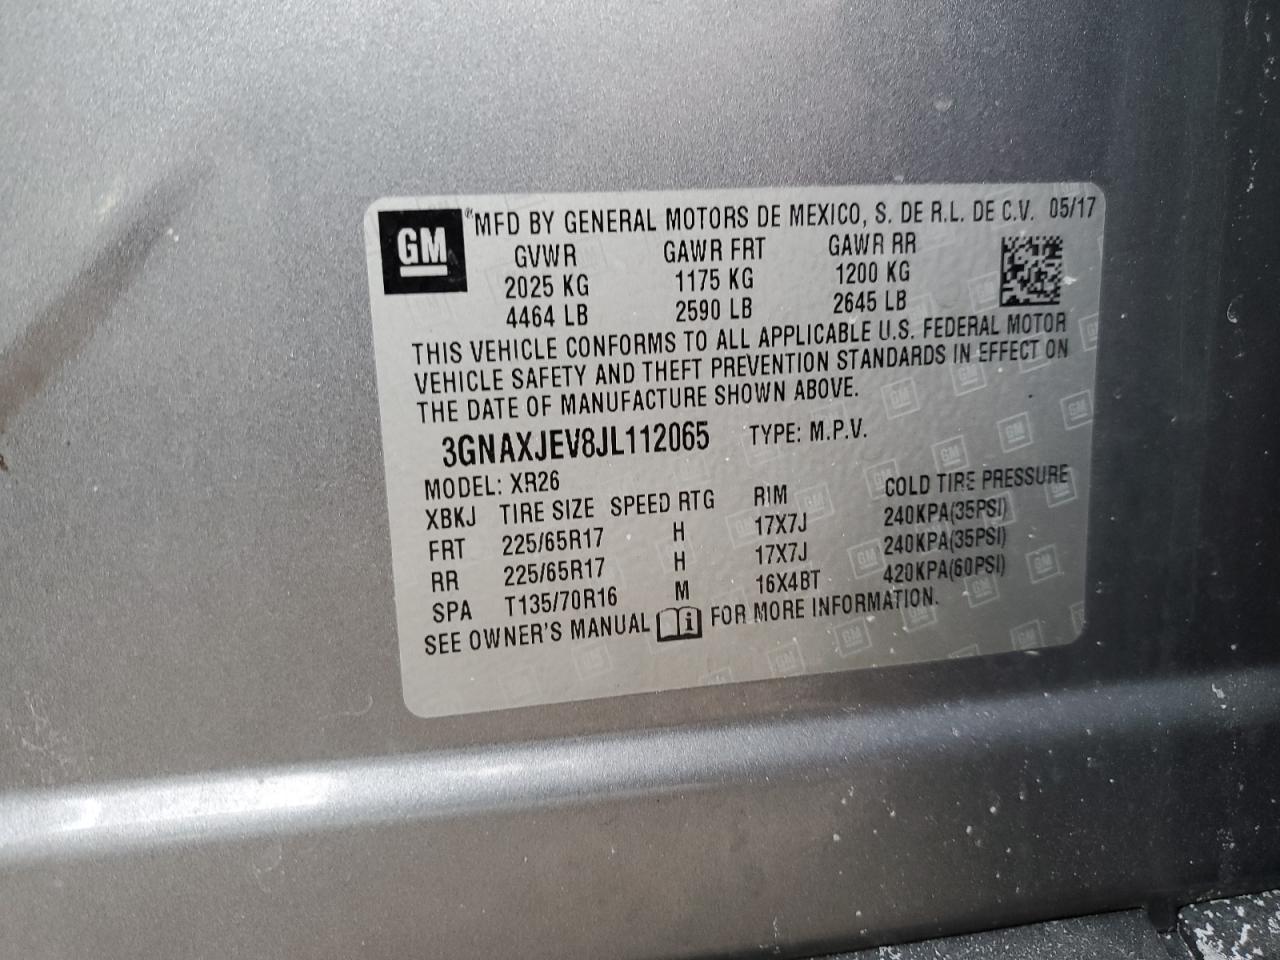 GM ® MFD BY GENERAL MOTORS DE MEXICO, S. DE R.L. DE C.V. 05/17
GVWR GAWR FRT GAWR RR
2025 KG 1175 KG 1200 KG
4464 LB 2590 LB 2645 LB
THIS VEHICLE CONFORMS TO ALL APPLICABLE U.S. FEDERAL MOTOR
VEHICLE SAFETY AND THEFT PREVENTION STANDARDS IN EFFECT ON
THE DATE OF MANUFACTURE SHOWN ABOVE.
3GNAXJEV8JL112065 TYPE: M.P.V.
MODEL: XR26
XBKJ TIRE SIZE SPEED RTG RIM COLD TIRE PRESSURE
FRT 225/65R17 H 17X7J 240KPA(35PSI)
RR 225/65R17 H 17X7J 240KPA(35PSI)
SPA T135/70R16 M 16X4BT 420KPA(60PSI)
SEE OWNER'S MANUAL i FOR MORE INFORMATION.